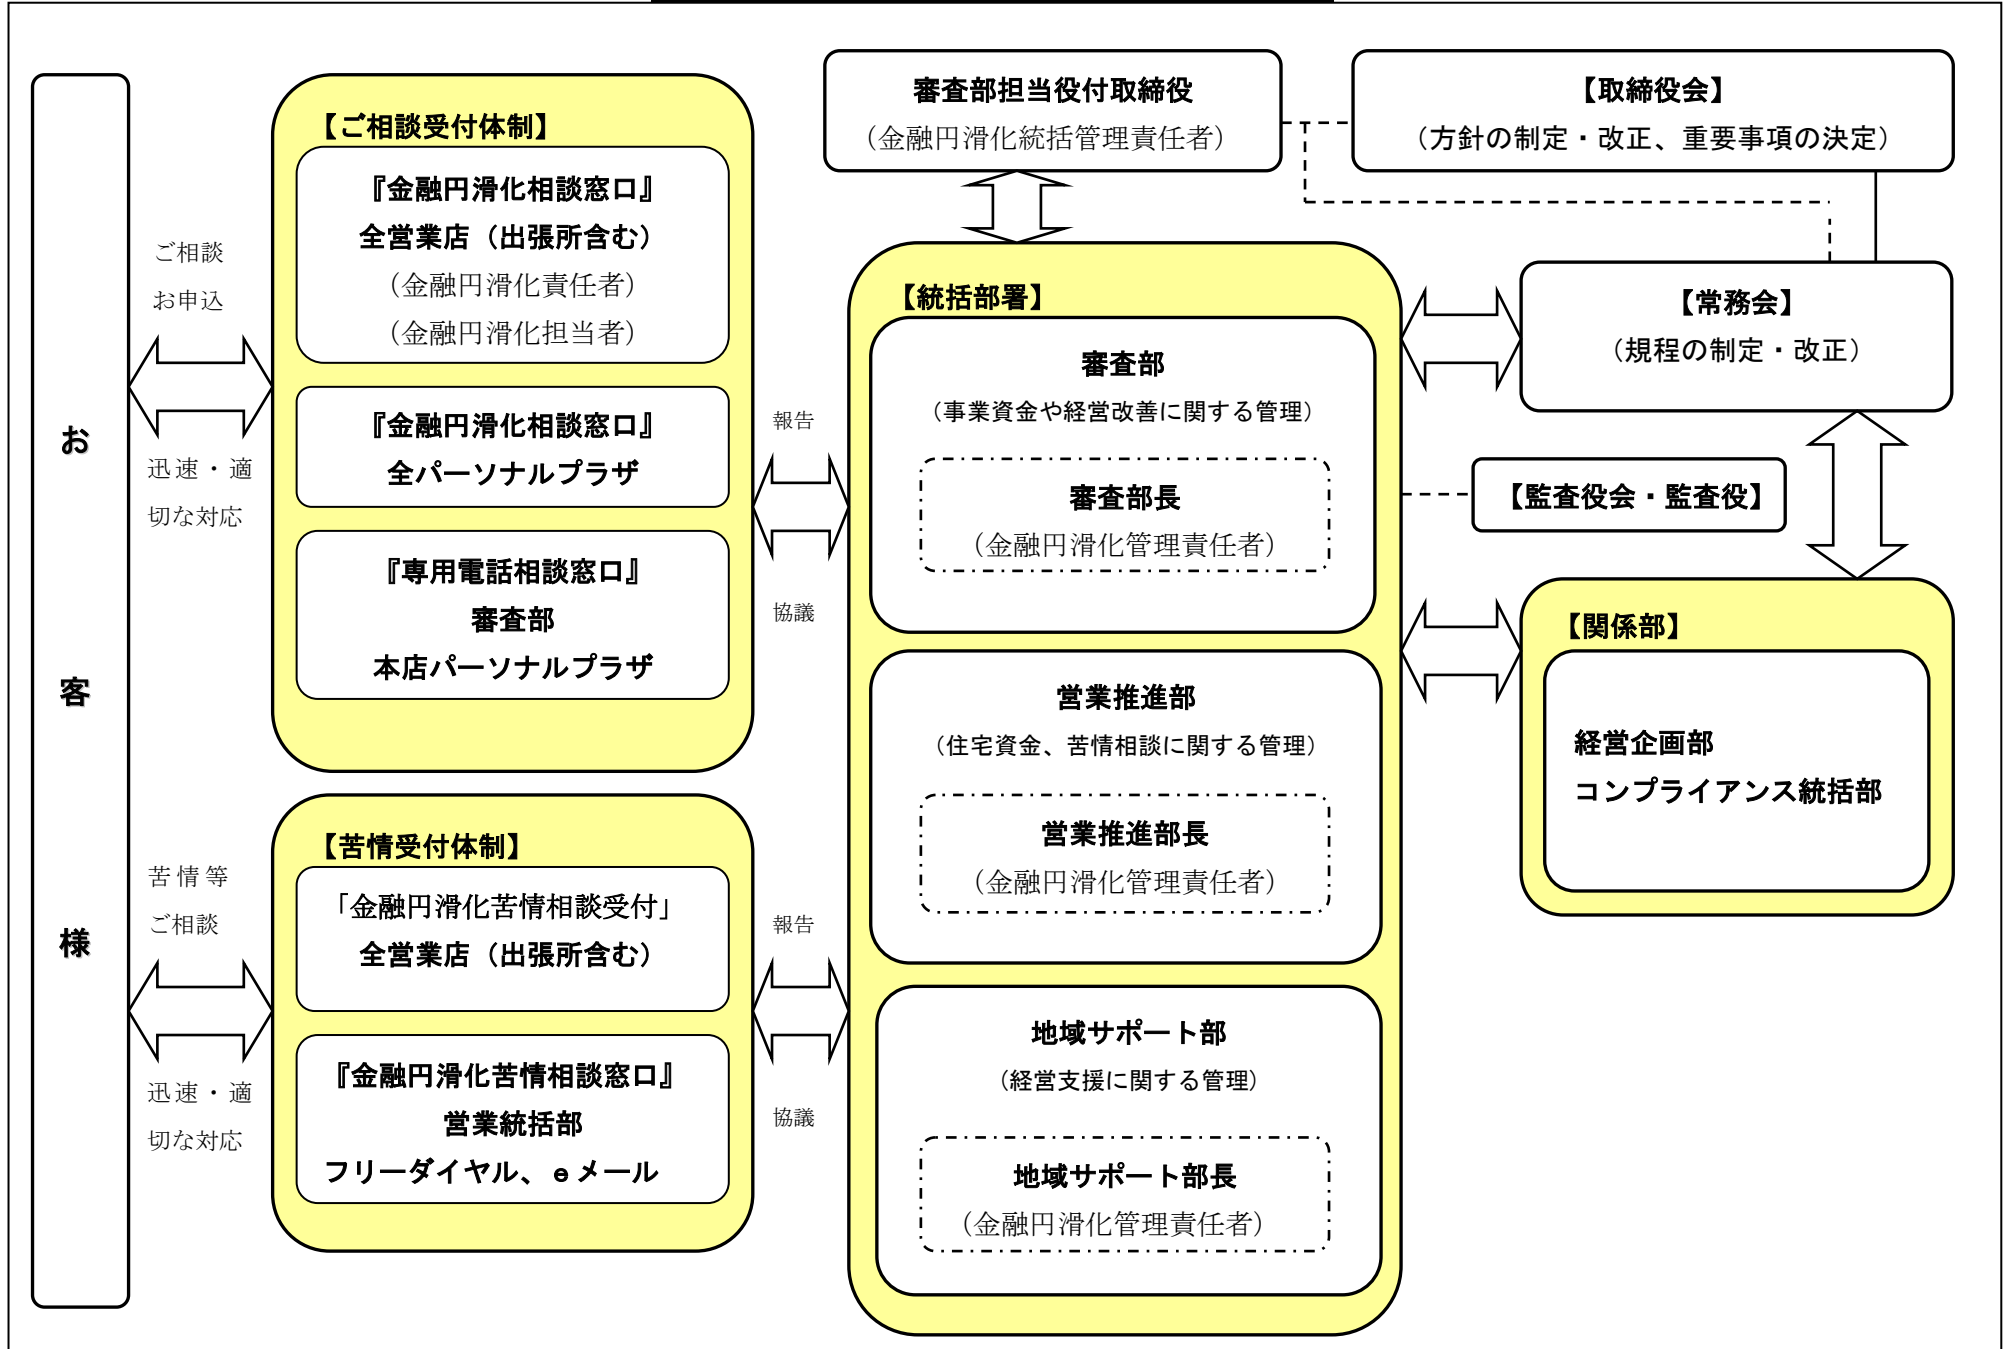 お
客
様
ご相談
お申込
迅速・適
切な対応
苦情等
ご相談
迅速・適
切な対応
【ご相談受付体制】
『金融円滑化相談窓口』
全営業店（出張所含む）
（金融円滑化責任者）
（金融円滑化担当者）
『金融円滑化相談窓口』
全パーソナルプラザ
『専用電話相談窓口』
審査部
本店パーソナルプラザ
【苦情受付体制】
「金融円滑化苦情相談受付」
全営業店（出張所含む）
『金融円滑化苦情相談窓口』
営業統括部
フリーダイヤル、ｅメール
報告
協議
報告
協議
審査部担当役付取締役
（金融円滑化統括管理責任者）
【統括部署】
審査部
（事業資金や経営改善に関する管理）
審査部長
（金融円滑化管理責任者）
営業推進部
（住宅資金、苦情相談に関する管理）
営業推進部長
（金融円滑化管理責任者）
地域サポート部
（経営支援に関する管理）
地域サポート部長
（金融円滑化管理責任者）
【取締役会】
（方針の制定・改正、重要事項の決定）
【常務会】
（規程の制定・改正）
【監査役会・監査役】
【関係部】
経営企画部
コンプライアンス統括部